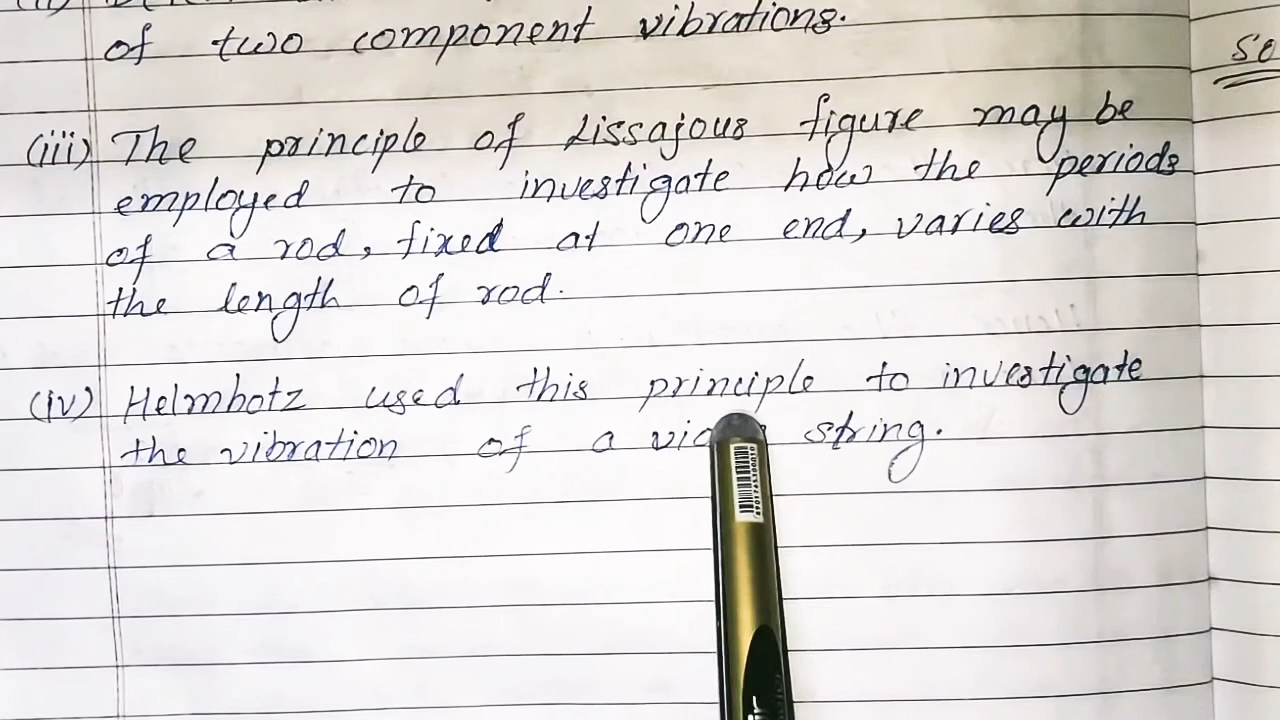 of two component vibrations.
(iii) The principle of Lissajous figure may be
employed to investigate how the periods
of a rod, fixed at one end, varies with
the length of rod.
(iv) Helmhotz used this principle to investigate
the vibration of a string.
so